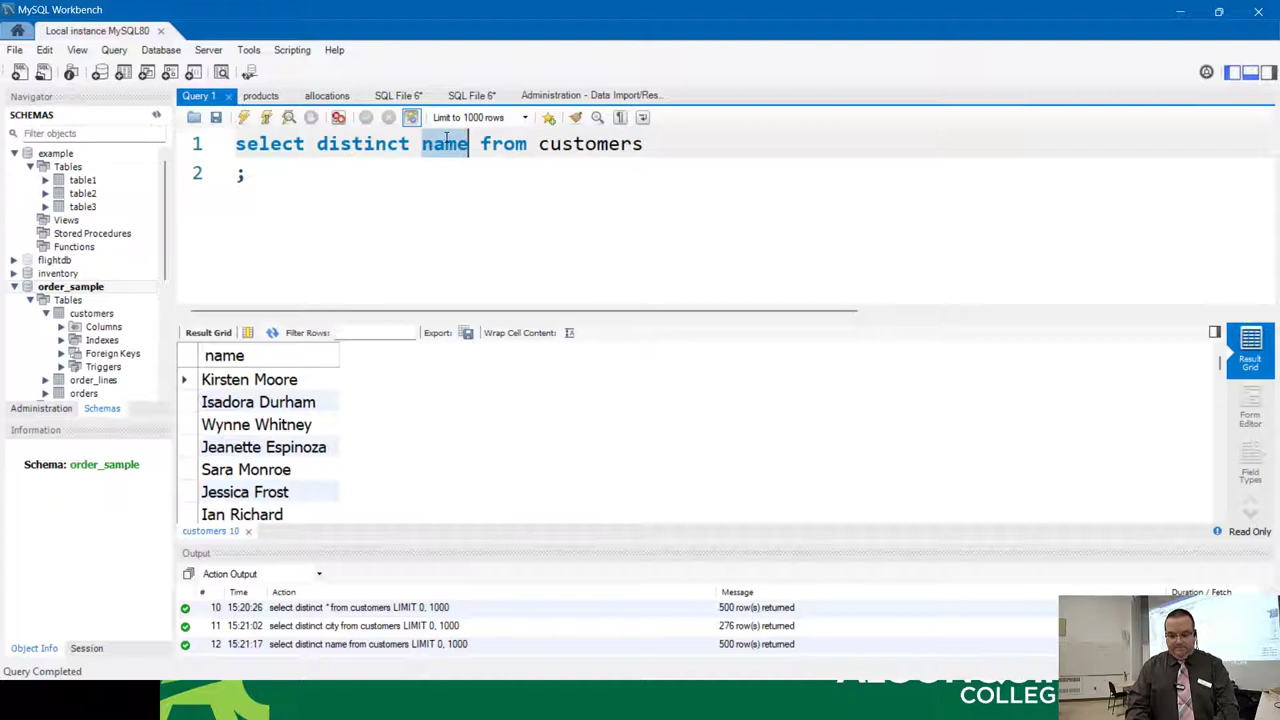 MySQL Workbench
Local instance MySQL80
File Edit View Query Database Server Tools Scripting Help
Navigator
SCHEMAS
Filter objects
example
Tables
table1
table2
table3
Views
Stored Procedures
Functions
flightdb
inventory
order_sample
Tables
customers
Columns
Indexes
Foreign Keys
Triggers
order_lines
orders
Administration Schemas
Information
Schema: order_sample
Object Info Session
Query Completed
Query 1 products allocations SQL File 6* SQL File 6* Administration - Data Import/Res...
Limit to 1000 rows
1 select distinct name from customers
2 ;
Result Grid Filter Rows: Export: Wrap Cell Content:
name
Kirsten Moore
Isadora Durham
Wynne Whitney
Jeanette Espinoza
Sara Monroe
Jessica Frost
Ian Richard
Result Grid
Form Editor
Field Types
customers 10
Read Only
Output
Action Output
# Time Action Message Duration / Fetch
10 15:20:26 select distinct * from customers LIMIT 0, 1000 500 row(s) returned
11 15:21:02 select distinct city from customers LIMIT 0, 1000 276 row(s) returned
12 15:21:17 select distinct name from customers LIMIT 0, 1000 500 row(s) returned